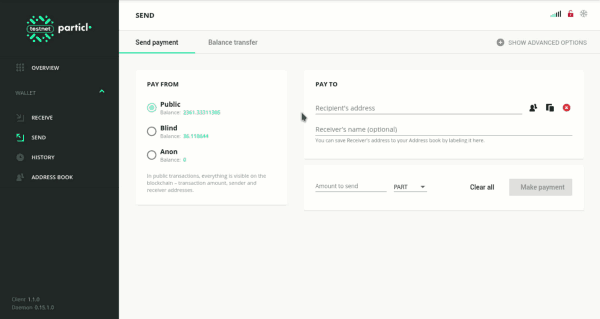 testnet
particl
SEND
Send payment
Balance transfer
SHOW ADVANCED OPTIONS
OVERVIEW
WALLET
RECEIVE
SEND
HISTORY
ADDRESS BOOK
PAY FROM
Public
Blind
Balance: 36.118644
Anon
Balance: 0
In public transactions, everything is visible on the
blockchain – transaction amount, sender and
receiver addresses.
PAY TO
Recipient's address
Receiver's name (optional)
You can save Receiver's address to your Address book by labeling it here
Amount to send
PART
Clear all
Make payment
Client 1.1.0
Daemon 0.15.1.0